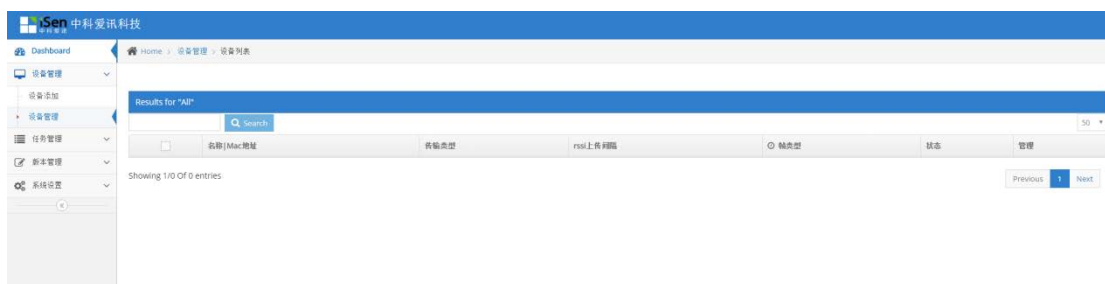 iSen 中科爱讯科技
中科爱讯
Dashboard
设备管理
设备添加
设备管理
任务管理
版本管理
系统设置
Home > 设备管理 > 设备列表
Results for "All"
Search
50
名称|Mac地址 传输类型 rssi上传间隔 帧类型 状态 管理
Showing 1/0 Of 0 entries
Previous 1 Next